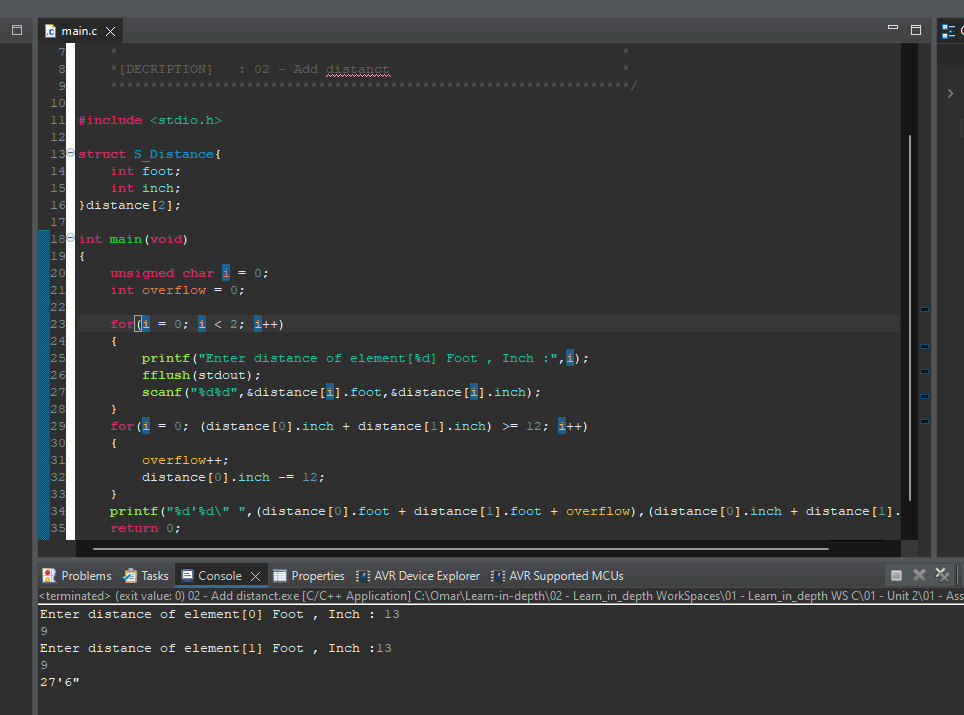 main.c
7 * *
8 *[DECRIPTION] : 02 - Add distanct *
9 *****************************************************************/
10
11 #include <stdio.h>
12
13 struct S_Distance{
14 int foot;
15 int inch;
16 }distance[2];
17
18 int main(void)
19 {
20 unsigned char i = 0;
21 int overflow = 0;
22
23 for(i = 0; i < 2; i++)
24 {
25 printf("Enter distance of element[%d] Foot , Inch :",i);
26 fflush(stdout);
27 scanf("%d%d",&distance[i].foot,&distance[i].inch);
28 }
29 for(i = 0; (distance[0].inch + distance[1].inch) >= 12; i++)
30 {
31 overflow++;
32 distance[0].inch -= 12;
33 }
34 printf("%d'%d\" ",(distance[0].foot + distance[1].foot + overflow),(distance[0].inch + distance[1].
35 return 0;
Problems Tasks Console Properties AVR Device Explorer AVR Supported MCUs
<terminated> (exit value: 0) 02 - Add distanct.exe [C/C++ Application] C:\Omar\Learn-in-depth\02 - Learn_in_depth WorkSpaces\01 - Learn_in_depth WS C\01 - Unit 2\01 - Ass
Enter distance of element[0] Foot , Inch : 13
9
Enter distance of element[1] Foot , Inch :13
9
27'6"